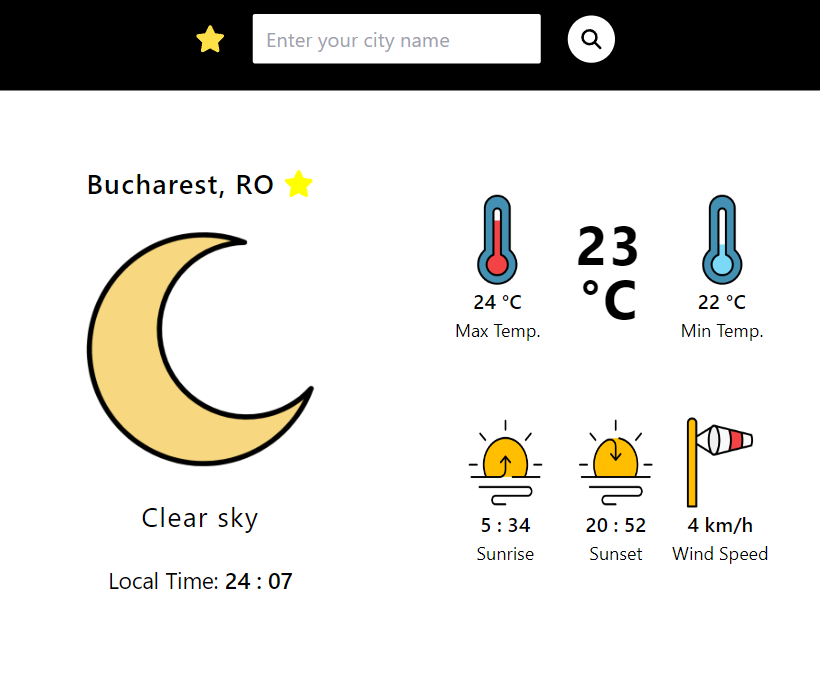 Enter your city name
Bucharest, RO
Clear sky
Local Time: 24 : 07
24 °C
Max Temp.
23
°C
22 °C
Min Temp.
5 : 34
Sunrise
20 : 52
Sunset
4 km/h
Wind Speed